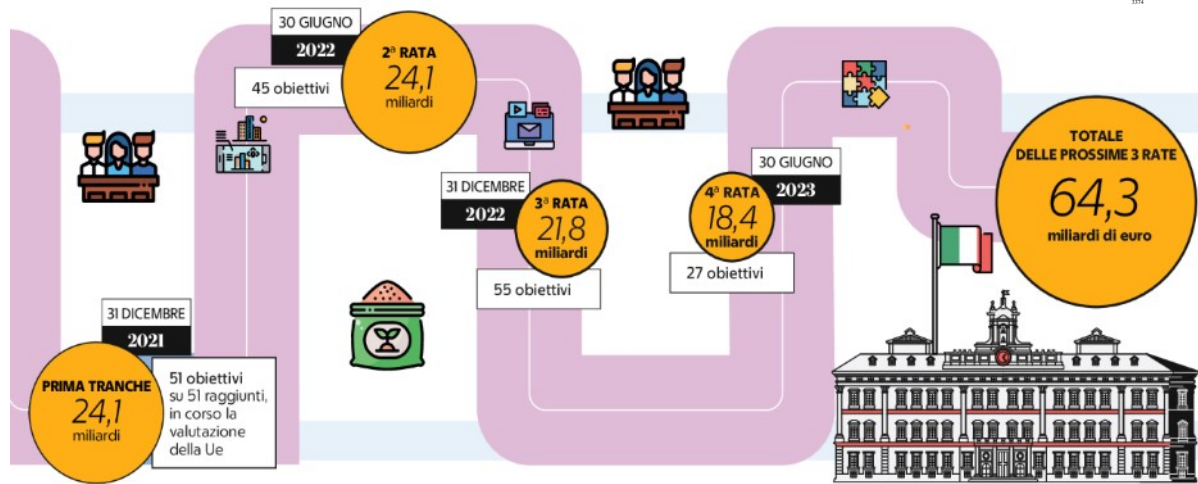 30 GIUGNO
2022
45 obiettivi
2ª RATA
24,1
miliardi
31 DICEMBRE
2021
PRIMA TRANCHE
24,1
miliardi
51 obiettivi
su 51 raggiunti,
in corso la
valutazione
della Ue
31 DICEMBRE
2022
3ª RATA
21,8
miliardi
55 obiettivi
30 GIUGNO
2023
4ª RATA
18,4
miliardi
27 obiettivi
TOTALE
DELLE PROSSIME 3 RATE
64,3
miliardi di euro